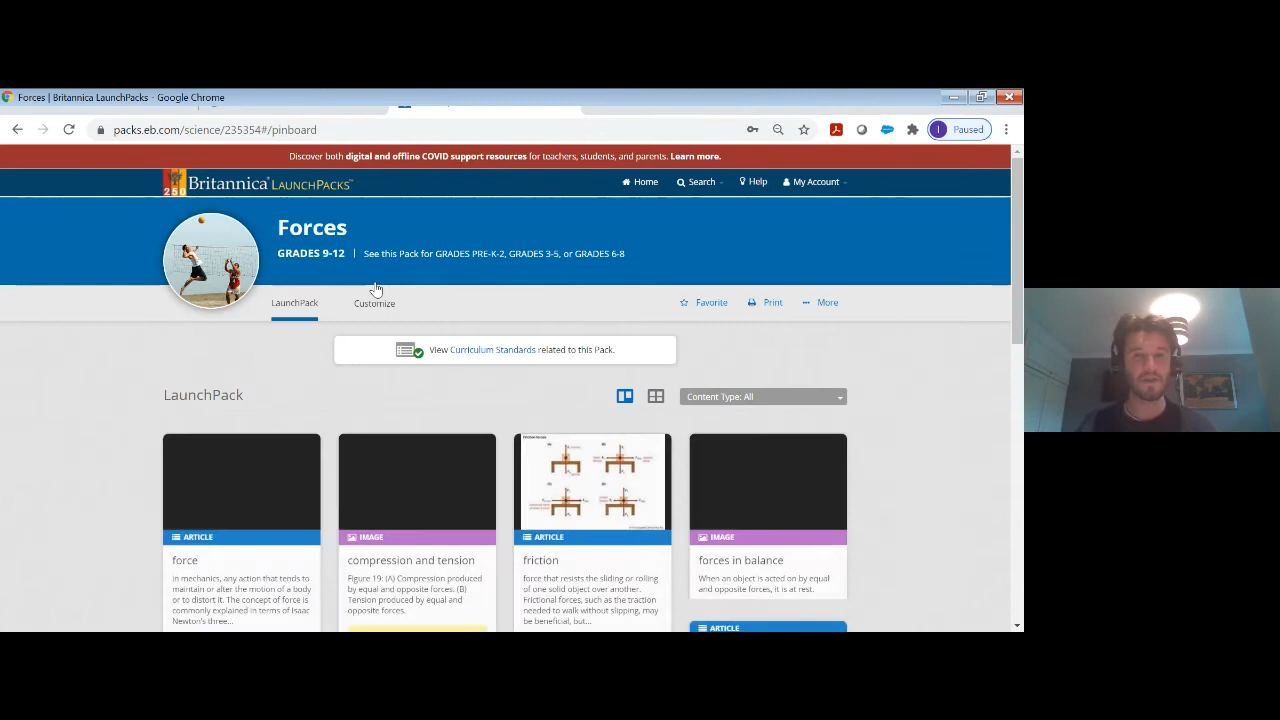 Forces | Britannica LaunchPacks - Google Chrome
packs.eb.com/science/235354#/pinboard
Paused
Discover both digital and offline COVID support resources for teachers, students, and parents. Learn more.
250 Britannica LAUNCHPACKS™
Home Search Help My Account
Forces
GRADES 9-12 | See this Pack for GRADES PRE-K-2, GRADES 3-5, or GRADES 6-8
LaunchPack Customize Favorite Print More
View Curriculum Standards related to this Pack.
LaunchPack Content Type: All
ARTICLE
force
in mechanics, any action that tends to
maintain or alter the motion of a body
or to distort it. The concept of force is
commonly explained in terms of Isaac
Newton's three...
IMAGE
compression and tension
Figure 19: (A) Compression produced
by equal and opposite forces. (B)
Tension produced by equal and
opposite forces.
ARTICLE
friction
force that resists the sliding or rolling
of one solid object over another.
Frictional forces, such as the traction
needed to walk without slipping, may
be beneficial, but...
IMAGE
forces in balance
When an object is acted on by equal
and opposite forces, it is at rest.
ARTICLE